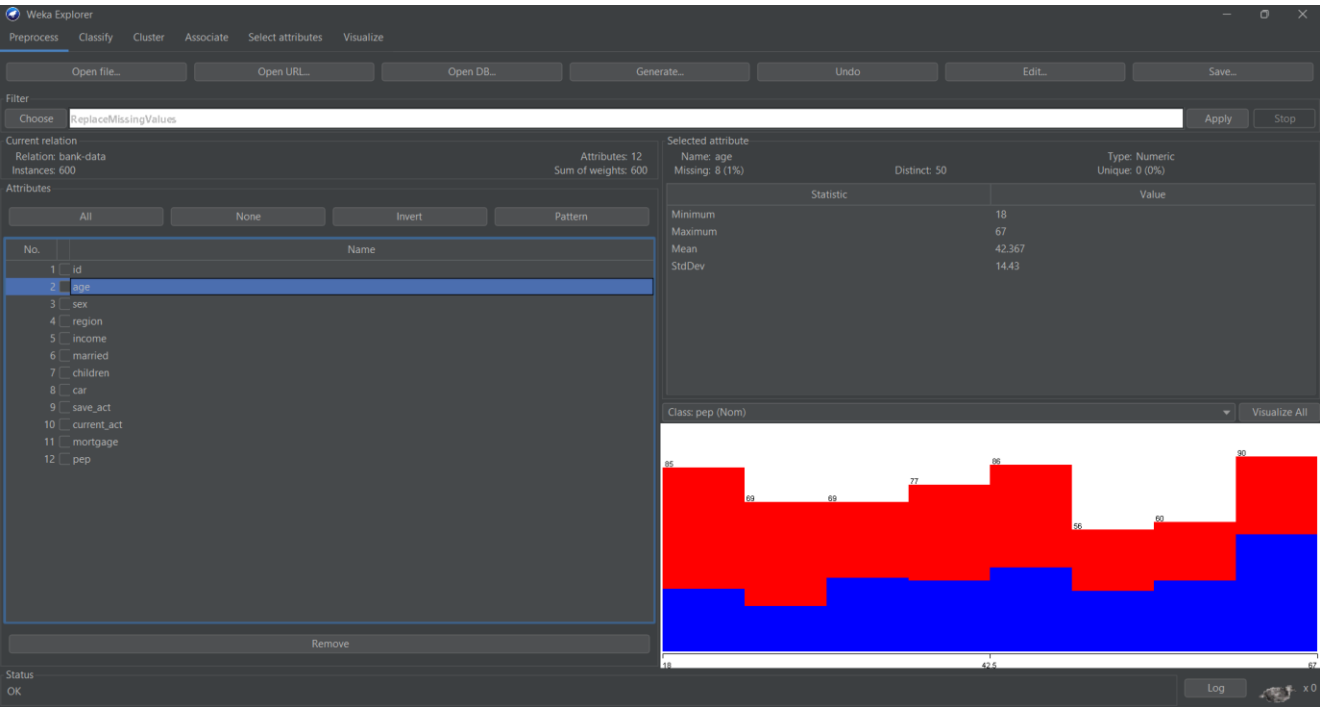 Weka Explorer
Preprocess Classify Cluster Associate Select attributes Visualize
Open file... Open URL... Open DB... Generate... Undo Edit... Save...
Filter
Choose ReplaceMissingValues Apply Stop
Current relation
Relation: bank-data Attributes: 12
Instances: 600 Sum of weights: 600
Selected attribute
Name: age Type: Numeric
Missing: 8 (1%) Distinct: 50 Unique: 0 (0%)
Attributes
All None Invert Pattern
No. Name
1 id
2 age
3 sex
4 region
5 income
6 married
7 children
8 car
9 save_act
10 current_act
11 mortgage
12 pep
Remove
Statistic Value
Minimum 18
Maximum 67
Mean 42.367
StdDev 14.43
Class: pep (Nom) Visualize All
85 69 69 77 86 56 60 90
18 42.5 67
Status
OK
Log x 0